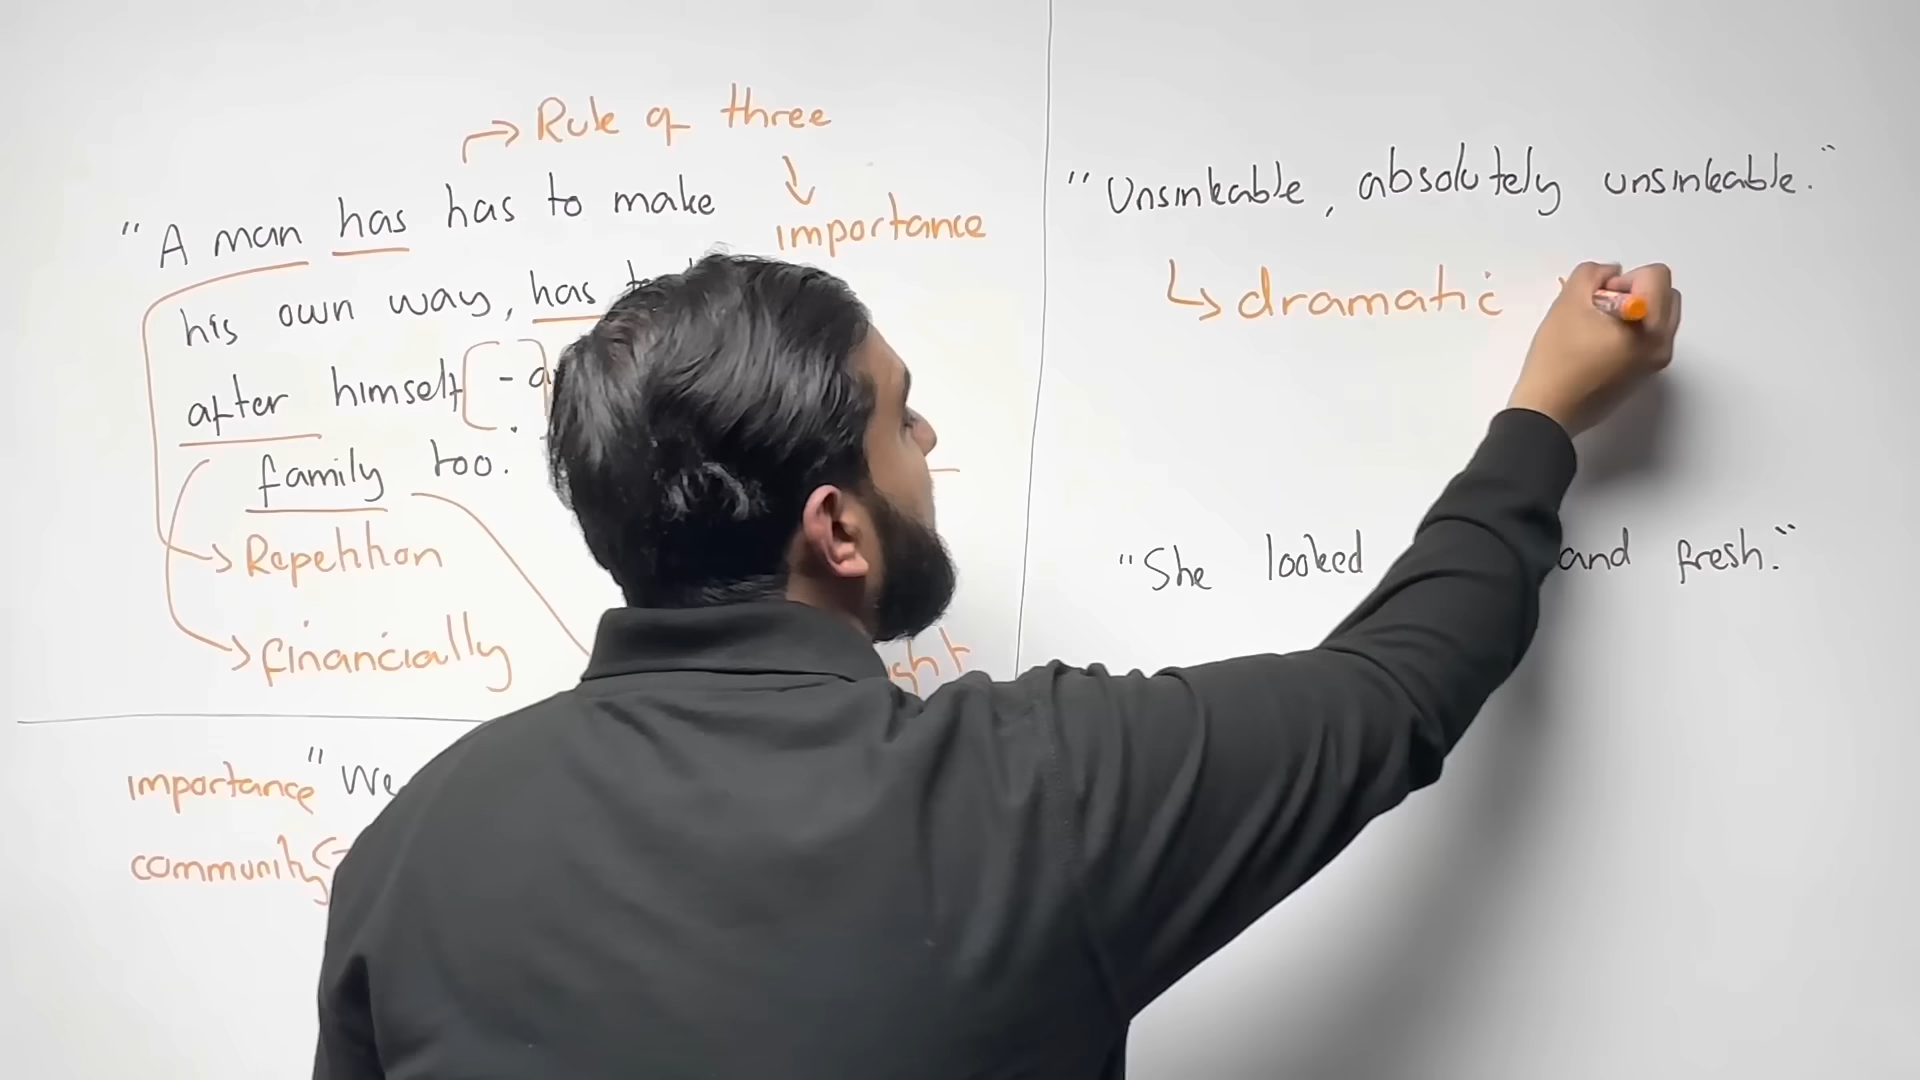 Rule of three
importance
"A man has has to make
his own way, has
after himself -
family too.
Repetition
financially
importance "We
community
"Unsinkable, absolutely unsinkable."
dramatic
"She looked and fresh."